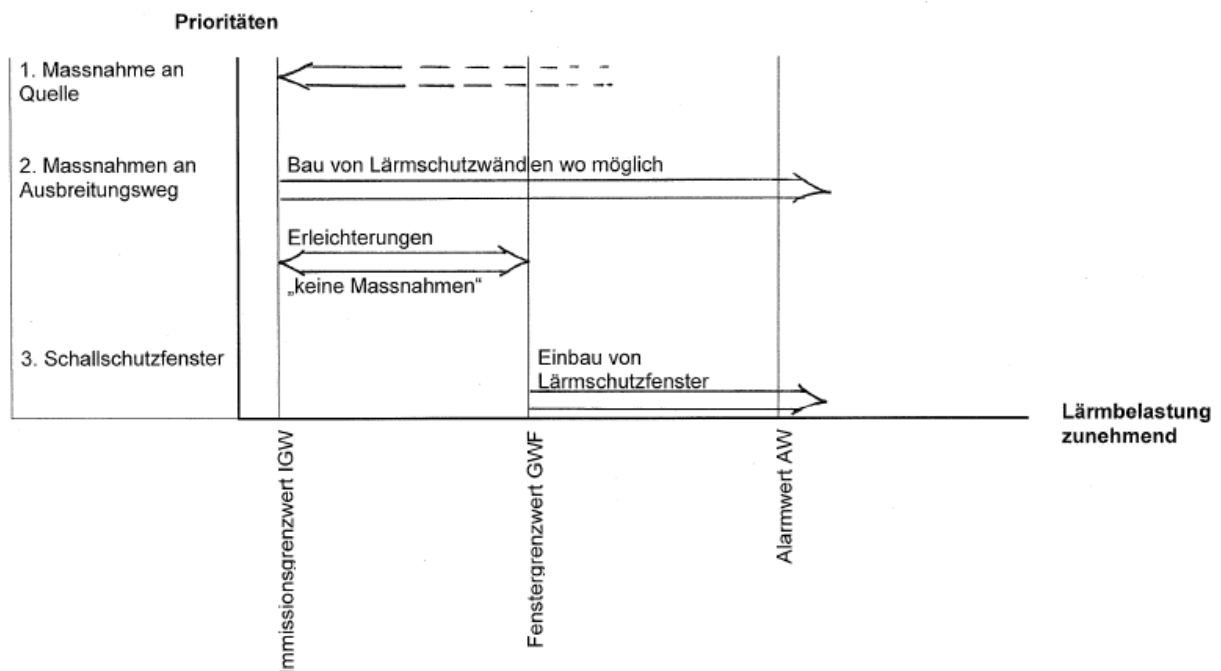 Prioritäten
1. Massnahme an
Quelle
2. Massnahmen an
Ausbreitungsweg
Bau von Lärmschutzwänden wo möglich
Erleichterungen
„keine Massnahmen“
3. Schallschutzfenster
Einbau von
Lärmschutzfenster
Lärmbelastung
zunehmend
mmissionsgrenzwert IGW
Fenstergrenzwert GWF
Alarmwert AW